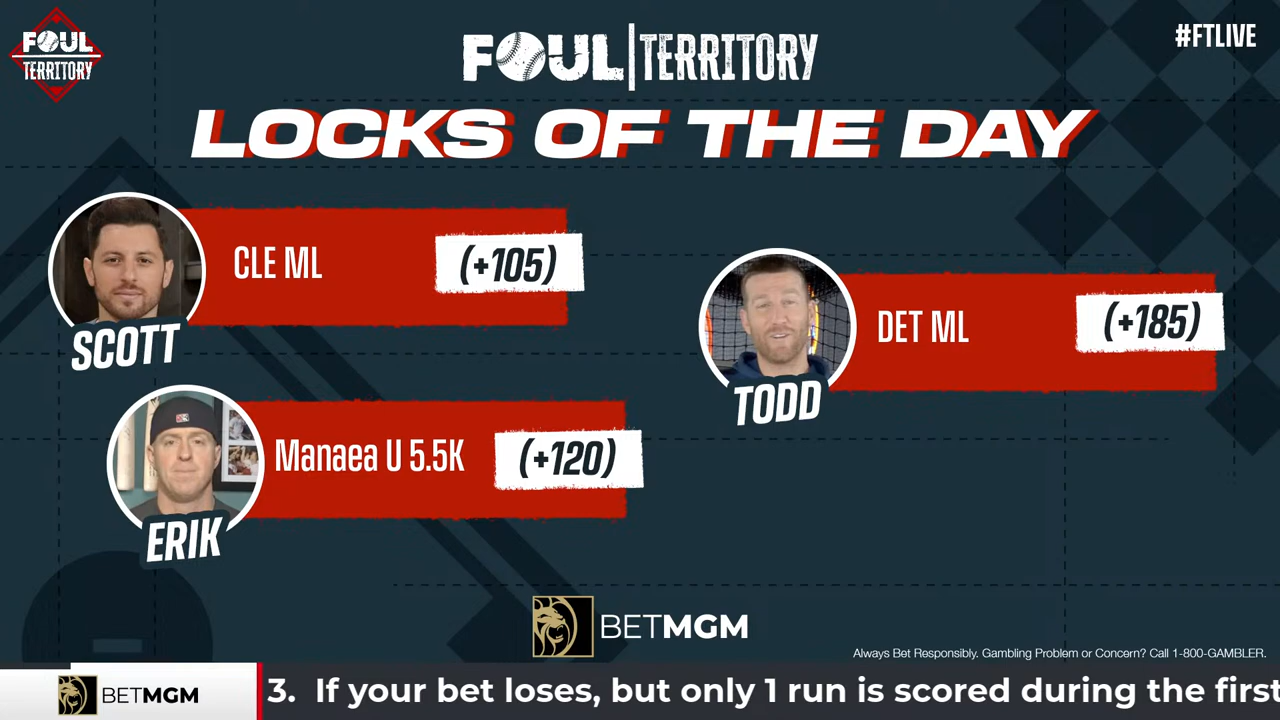 FOUL
TERRITORY
FOUL|TERRITORY
#FTLIVE
LOCKS OF THE DAY
CLE ML (+105)
SCOTT
DET ML (+185)
TODD
Manaea U 5.5K (+120)
ERIK
BETMGM
Always Bet Responsibly. Gambling Problem or Concern? Call 1-800-GAMBLER.
BETMGM
3. If your bet loses, but only 1 run is scored during the first